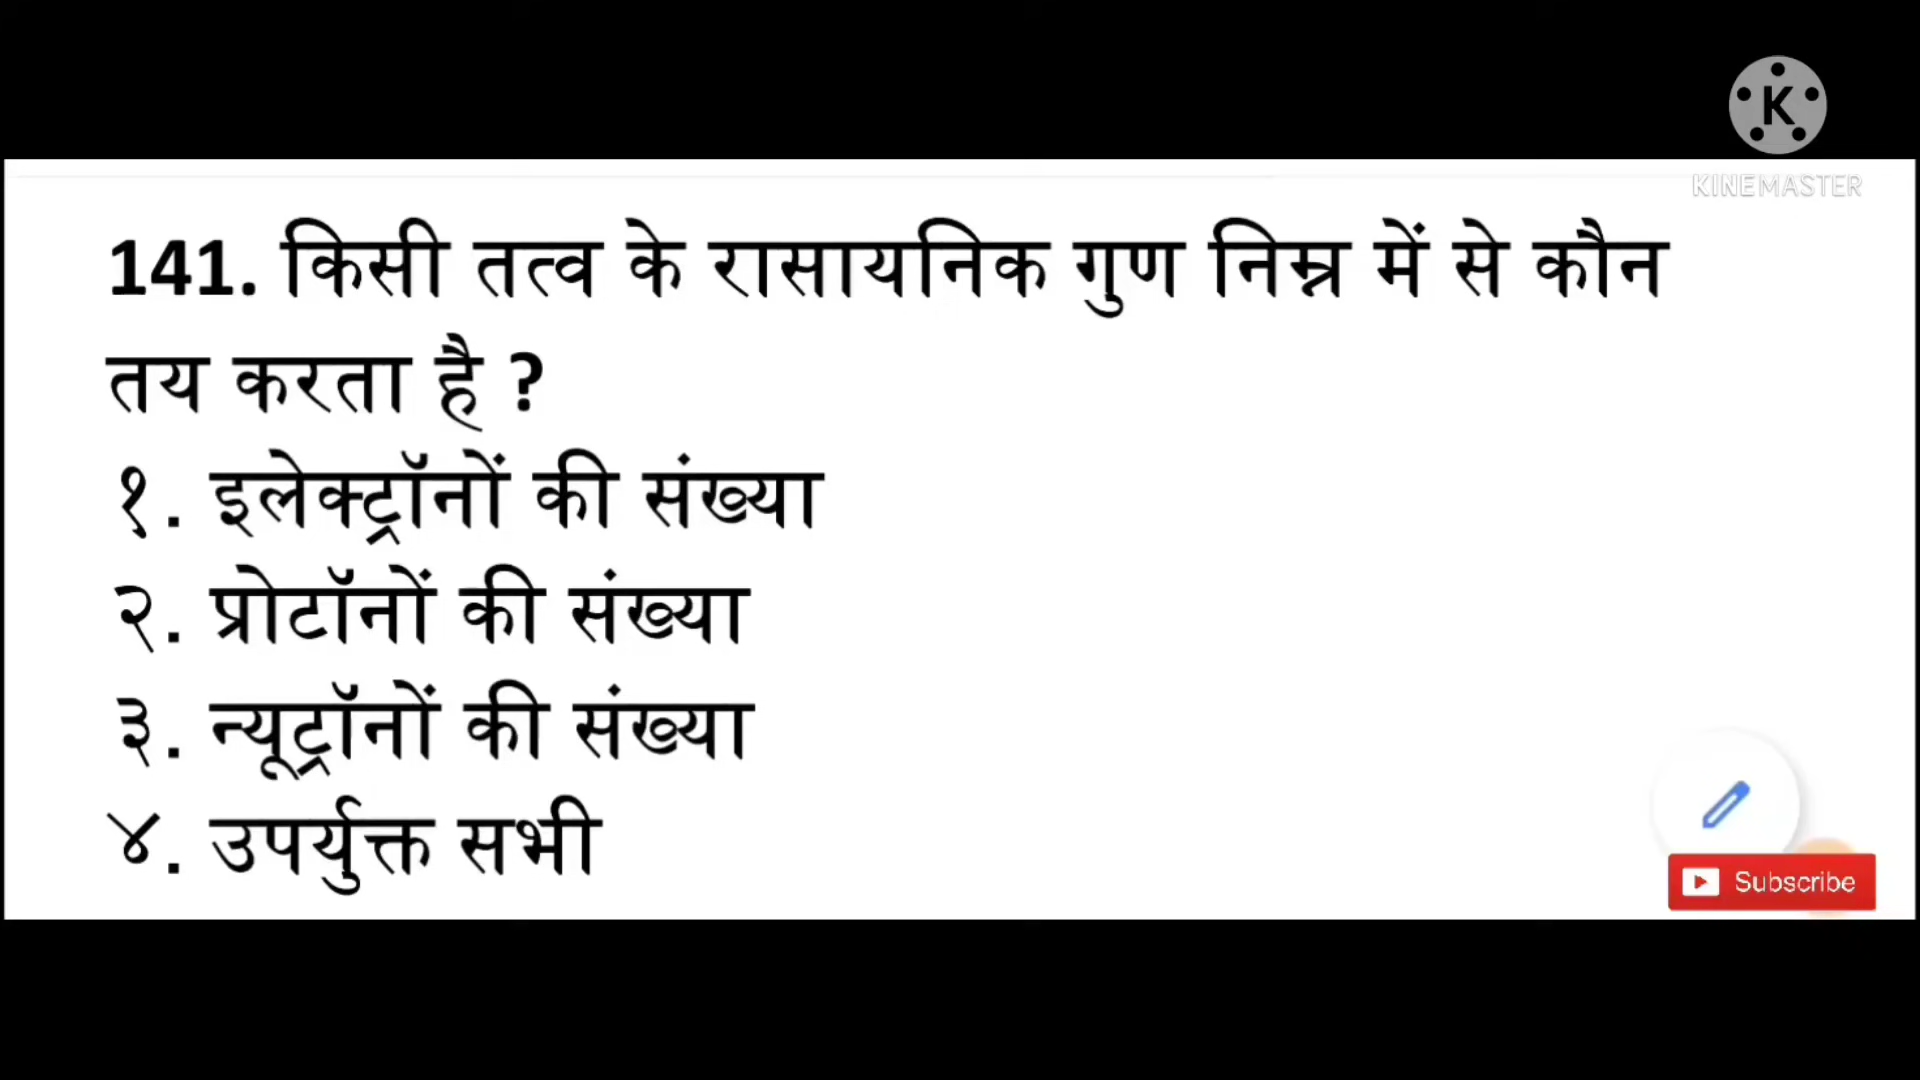 K
KINEMASTER
141. किसी तत्व के रासायनिक गुण निम्न में से कौन
तय करता है ?
१. इलेक्ट्रॉनों की संख्या
२. प्रोटॉनों की संख्या
३. न्यूट्रॉनों की संख्या
४. उपर्युक्त सभी
Subscribe